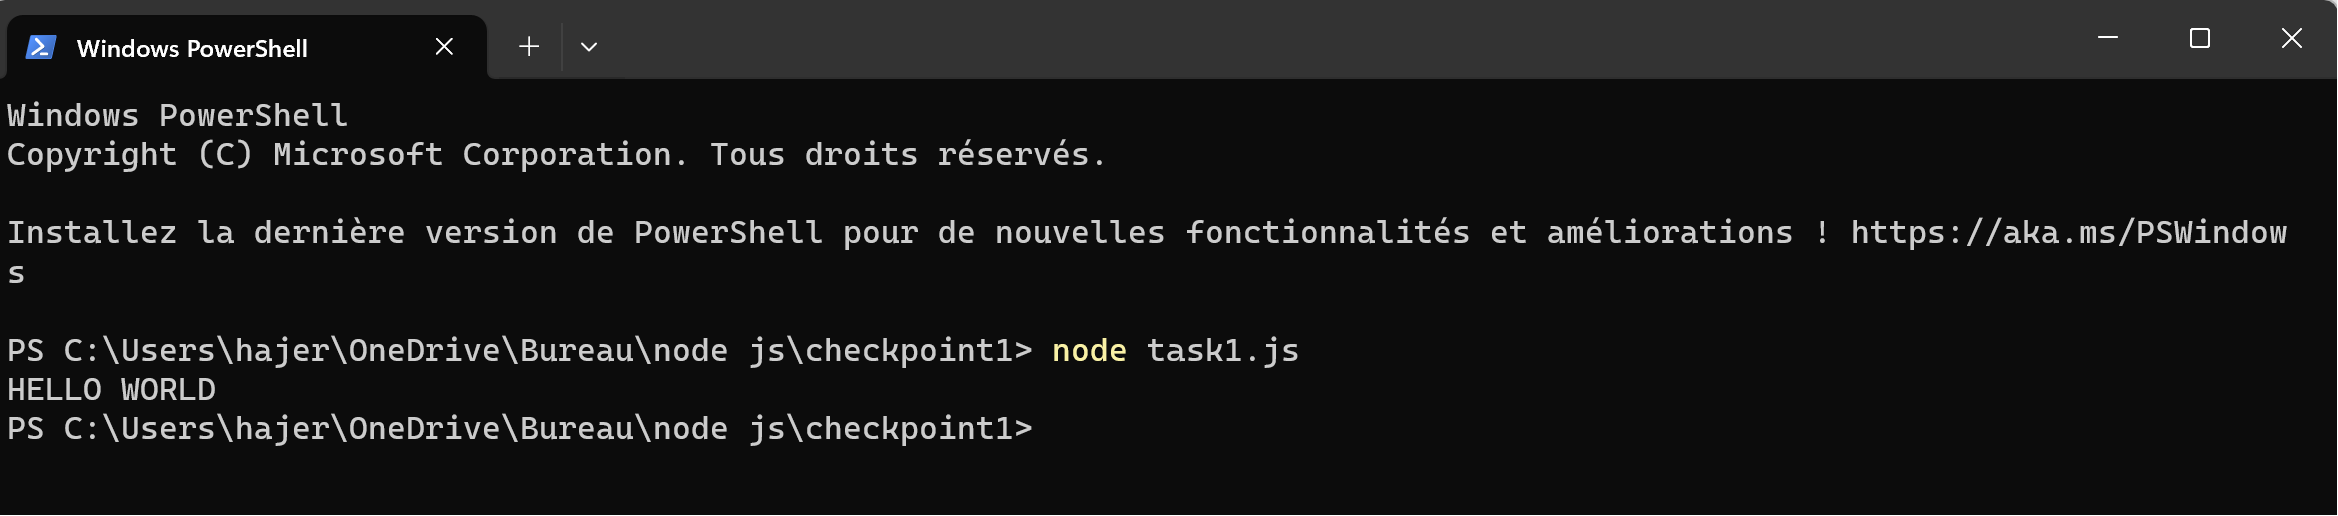 Windows PowerShell
Windows PowerShell
Copyright (C) Microsoft Corporation. Tous droits réservés.
Installez la dernière version de PowerShell pour de nouvelles fonctionnalités et améliorations ! https://aka.ms/PSWindow
s
PS C:\Users\hajer\OneDrive\Bureau\node js\checkpoint1> node task1.js
HELLO WORLD
PS C:\Users\hajer\OneDrive\Bureau\node js\checkpoint1>